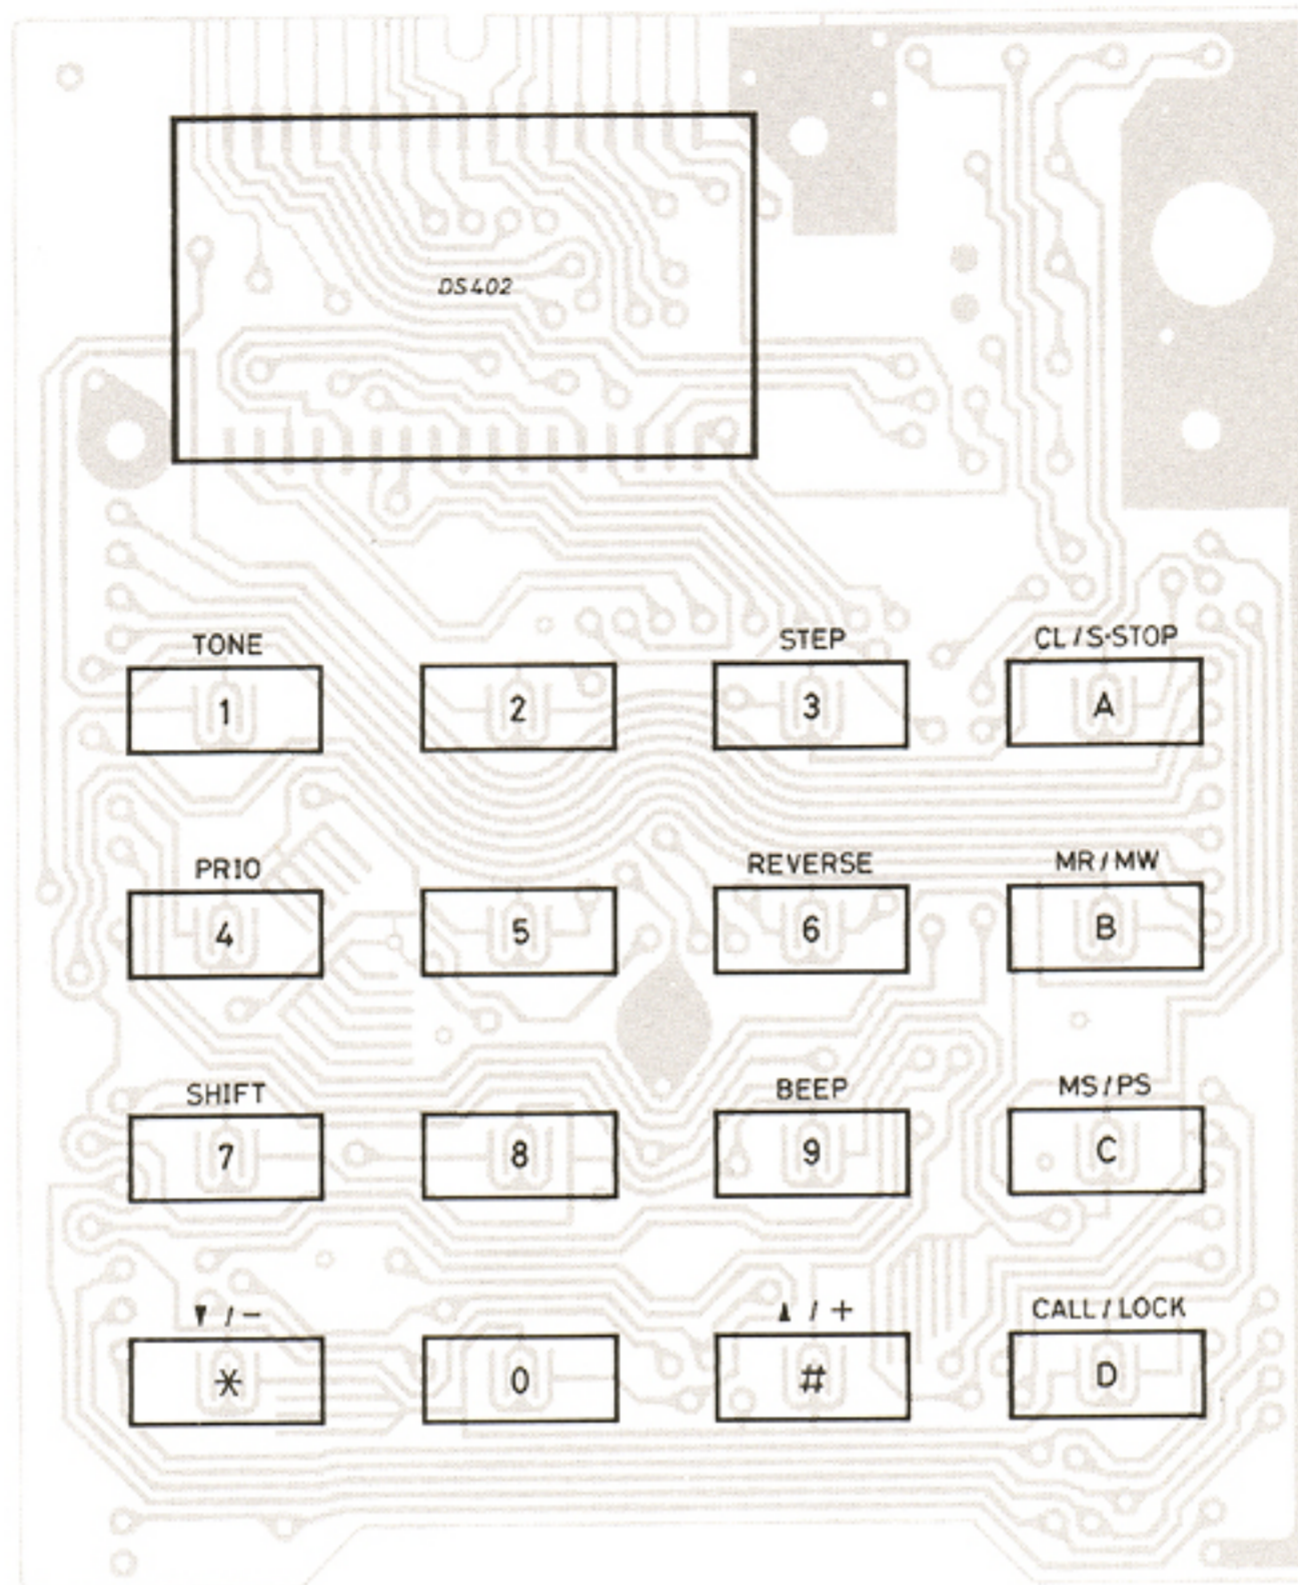 DS402
TONE STEP CL/S-STOP
1 2 3 A
PRIO REVERSE MR/MW
4 5 6 B
SHIFT BEEP MS/PS
7 8 9 C
▼/- ▲/+ CALL/LOCK
* 0 # D